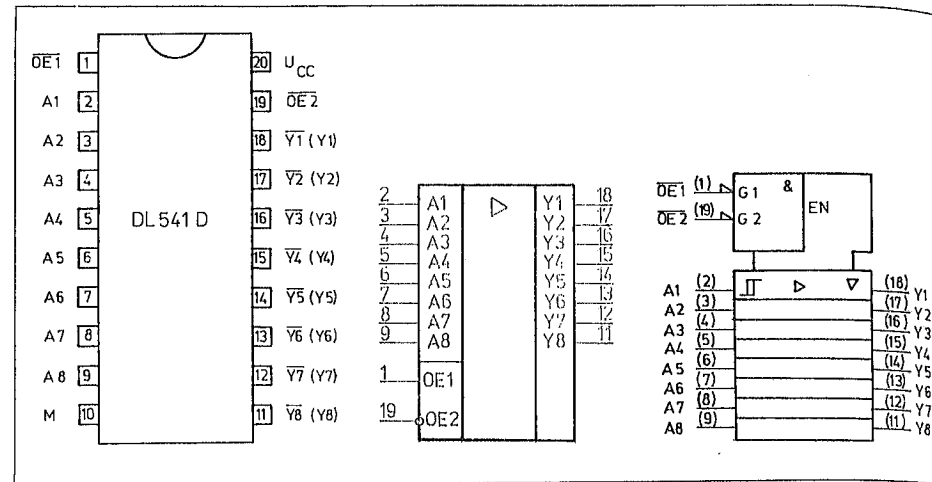 OE1 1 20 UCC
A1 2 19 OE2
A2 3 18 Y1 (Y1)
A3 4 17 Y2 (Y2)
A4 5 16 Y3 (Y3)
A5 6 15 Y4 (Y4)
A6 7 14 Y5 (Y5)
A7 8 13 Y6 (Y6)
A8 9 12 Y7 (Y7)
M 10 11 Y8 (Y8)
DL541D
2 A1 Y1 18
3 A2 Y2 17
4 A3 Y3 16
5 A4 Y4 15
6 A5 Y5 14
7 A6 Y6 13
8 A7 Y7 12
9 A8 Y8 11
1 OE1
19 OE2
OE1 (1) G1 &
EN
OE2 (19) G2
A1 (2) (18) Y1
A2 (3) (17) Y2
A3 (4) (16) Y3
A4 (5) (15) Y4
A5 (6) (14) Y5
A6 (7) (13) Y6
A7 (8) (12) Y7
A8 (9) (11) Y8